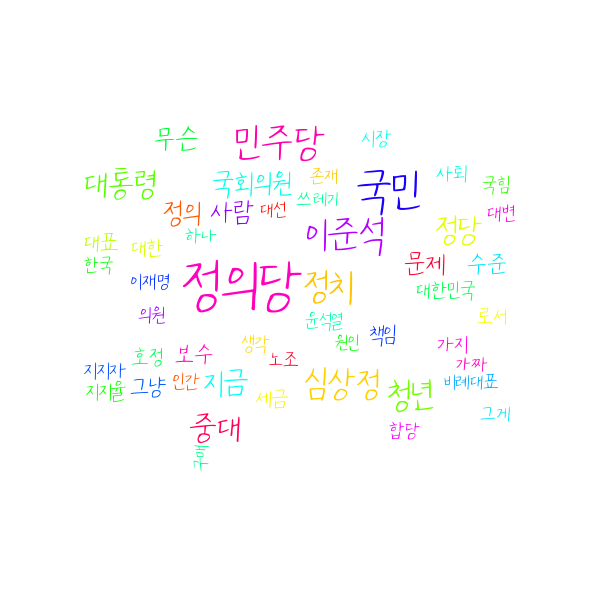 무슨 민주당 시장
대통령 국회의원 존재 국민 사퇴 국힘
정의 사람 대선 쓰레기 대변
대표 대한 하나 이준석 정당
한국 이재명 정의당 정치 문제 수준 대한민국
의원 윤석열 로서
호정 보수 생각 노조 원인 책임 가지
지지자 지지율 그냥 인간 지금 세금 심상정 청년 가짜 비례대표
중대 합당 그게